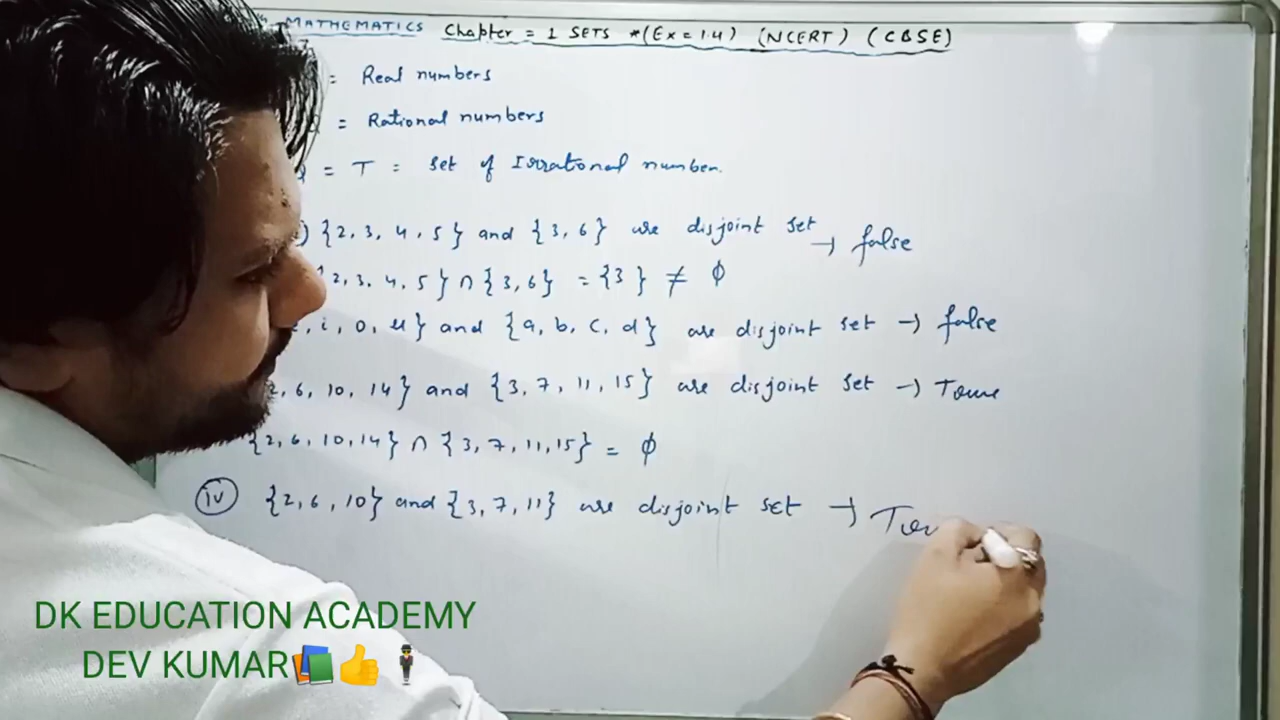 MATHEMATICS Chapter = 1 SETS *(Ex = 1.4) (NCERT) (CBSE)
= Real numbers
= Rational numbers
= T = set of Irrational number.
) {2, 3, 4, 5} and {3, 6} are disjoint set → false
2, 3, 4, 5} ∩ {3, 6} = {3} ≠ ϕ
, i, o, u} and {a, b, c, d} are disjoint set → false
, 6, 10, 14} and {3, 7, 11, 15} are disjoint set → True
{2, 6, 10, 14} ∩ {3, 7, 11, 15} = ϕ
(iv) {2, 6, 10} and {3, 7, 11} are disjoint set →
DK EDUCATION ACADEMY
DEV KUMAR📚👍🕴